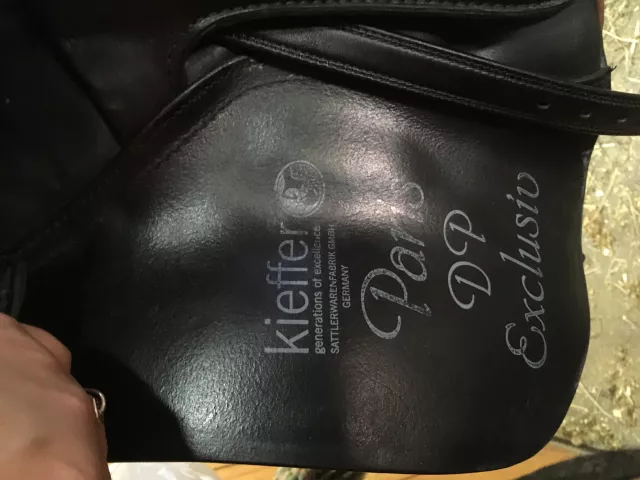 kieffer
generations of excellence
SATTLERWARENFABRIK GMBH
GERMANY
Paris
DP
Exclusiv